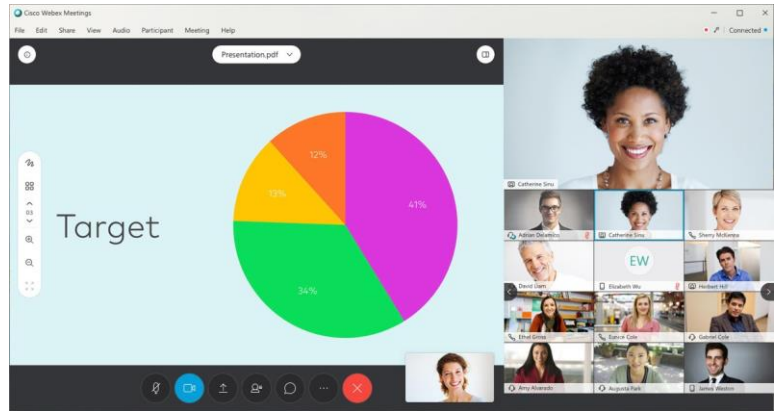 Cisco Webex Meetings
File Edit Share View Audio Participant Meeting Help
Connected
Presentation.pdf
Target
12%
13%
41%
34%
Catherine Sinu
Adrian Delamico
Catherine Sinu
Sherry McKenna
EW
David Liam
Elizabeth Wu
Herbert Hill
Ethel Gross
Eunice Cole
Gabriel Cole
Amy Alvarado
Augusta Park
James Weston